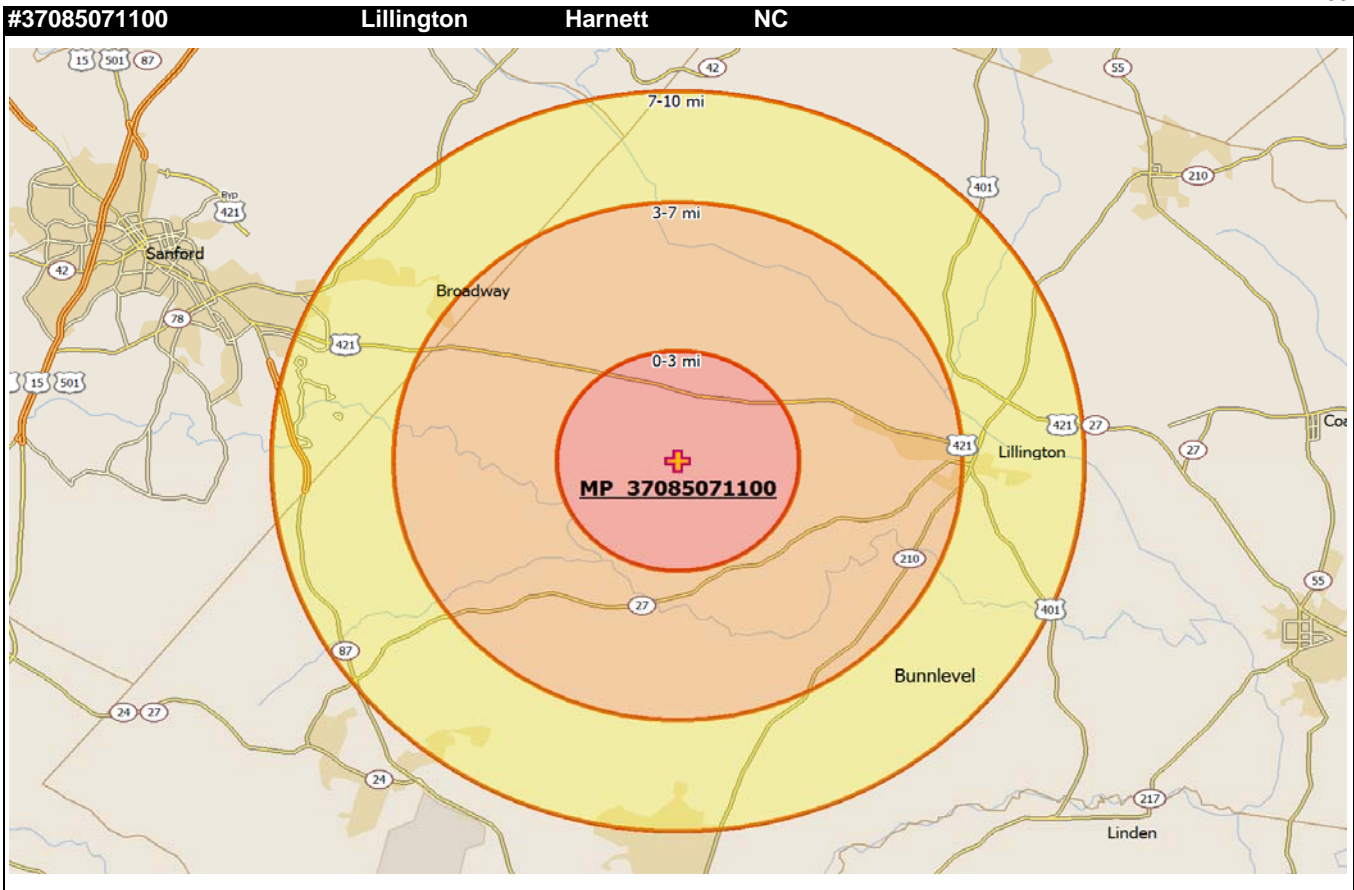 #37085071100 Lillington Harnett NC
15 501 87
42
55
7-10 mi
401
210
BYP
421
3-7 mi
Sanford
42
Broadway
78
421
0-3 mi
15 501
421 27
Lillington
421
27
MP 37085071100
210
27
55
401
87
Bunnlevel
24 27
24
217
Linden